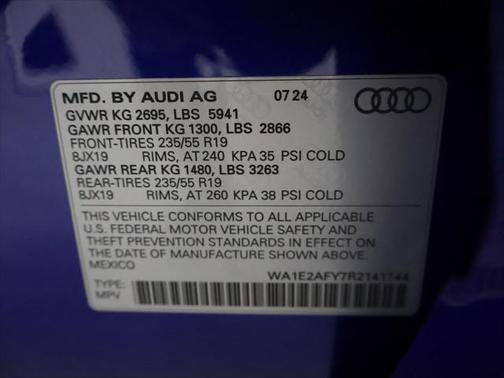 MFD. BY AUDI AG 07 24
GVWR KG 2695, LBS 5941
GAWR FRONT KG 1300, LBS 2866
FRONT-TIRES 235/55 R19
8JX19 RIMS, AT 240 KPA 35 PSI COLD
GAWR REAR KG 1480, LBS 3263
REAR-TIRES 235/55 R19
8JX19 RIMS, AT 260 KPA 38 PSI COLD
THIS VEHICLE CONFORMS TO ALL APPLICABLE
U.S. FEDERAL MOTOR VEHICLE SAFETY AND
THEFT PREVENTION STANDARDS IN EFFECT ON
THE DATE OF MANUFACTURE SHOWN ABOVE.
MEXICO
WA1E2AFY7R2141744
TYPE:
MPV